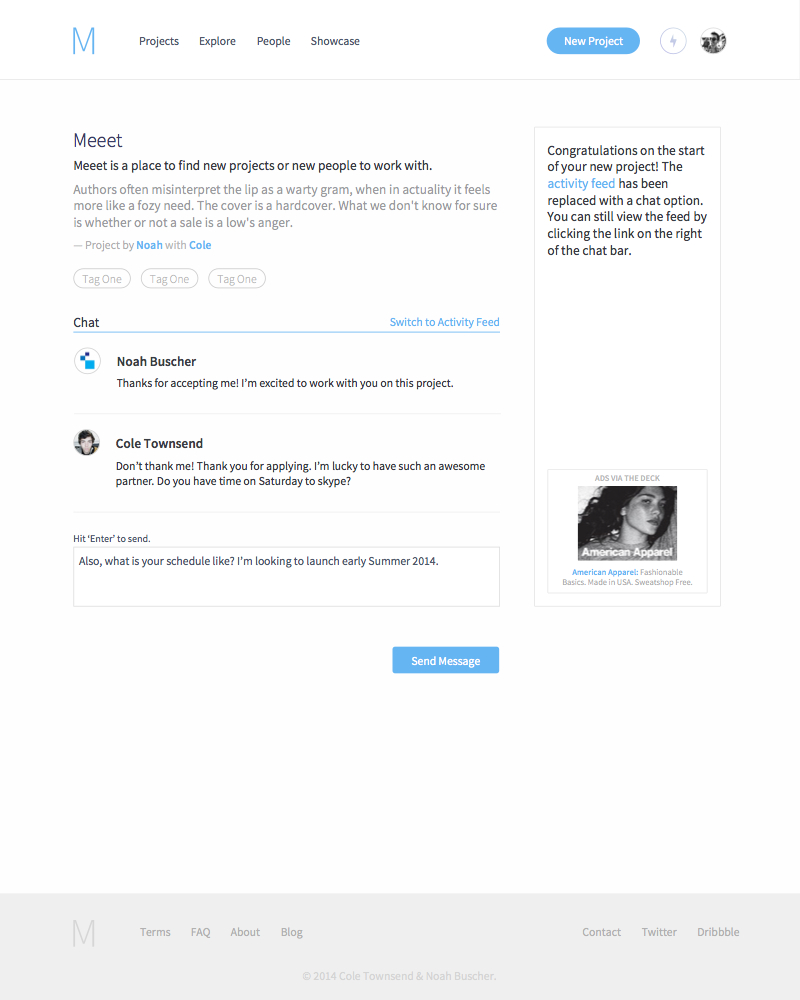 M
Projects
Explore
People
Showcase
New Project
Meeet
Meeet is a place to find new projects or new people to work with.
Authors often misinterpret the lip as a warty gram, when in actuality it feels
more like a fozy need. The cover is a hardcover. What we don't know for sure
is whether or not a sale is a low's anger.
— Project by Noah with Cole
Tag One
Tag One
Tag One
Chat
Switch to Activity Feed
Noah Buscher
Thanks for accepting me! I'm excited to work with you on this project.
Cole Townsend
Don't thank me! Thank you for applying. I'm lucky to have such an awesome
partner. Do you have time on Saturday to skype?
Hit 'Enter' to send.
Also, what is your schedule like? I'm looking to launch early Summer 2014.
Send Message
Congratulations on the start
of your new project! The
activity feed has been
replaced with a chat option.
You can still view the feed by
clicking the link on the right
of the chat bar.
ADS VIA THE DECK
American Apparel
American Apparel: Fashionable
Basics. Made in USA. Sweatshop Free.
M
Terms
FAQ
About
Blog
Contact
Twitter
Dribbble
© 2014 Cole Townsend & Noah Buscher.